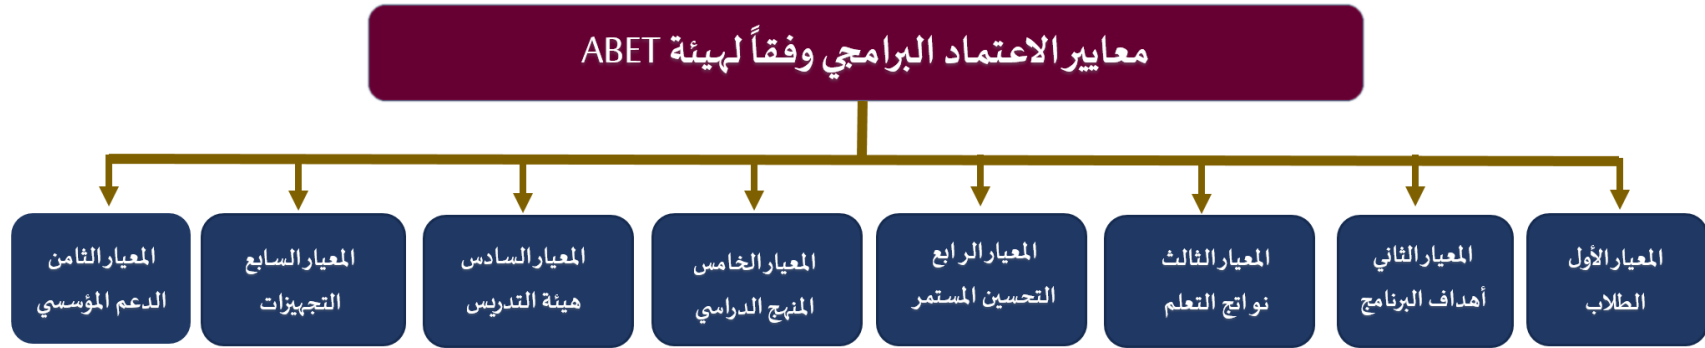 معايير الاعتماد البرامجي وفقاً لهيئة ABET
المعيار الأول
الطلاب
المعيار الثاني
أهداف البرنامج
المعيار الثالث
نواتج التعلم
المعيار الرابع
التحسين المستمر
المعيار الخامس
المنهج الدراسي
المعيار السادس
هيئة التدريس
المعيار السابع
التجهيزات
المعيار الثامن
الدعم المؤسسي